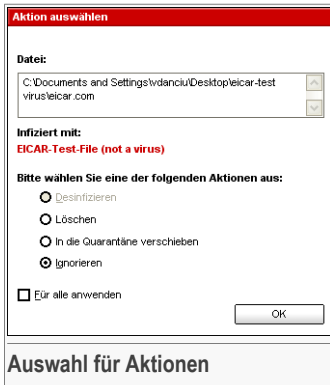 Aktion auswählen
Datei:
C:\Documents and Settings\vdanciu\Desktop\eicar-test
virus\eicar.com
Infiziert mit:
EICAR-Test-File (not a virus)
Bitte wählen Sie eine der folgenden Aktionen aus:
Desinfizieren
Löschen
In die Quarantäne verschieben
Ignorieren
Für alle anwenden
OK
Auswahl für Aktionen